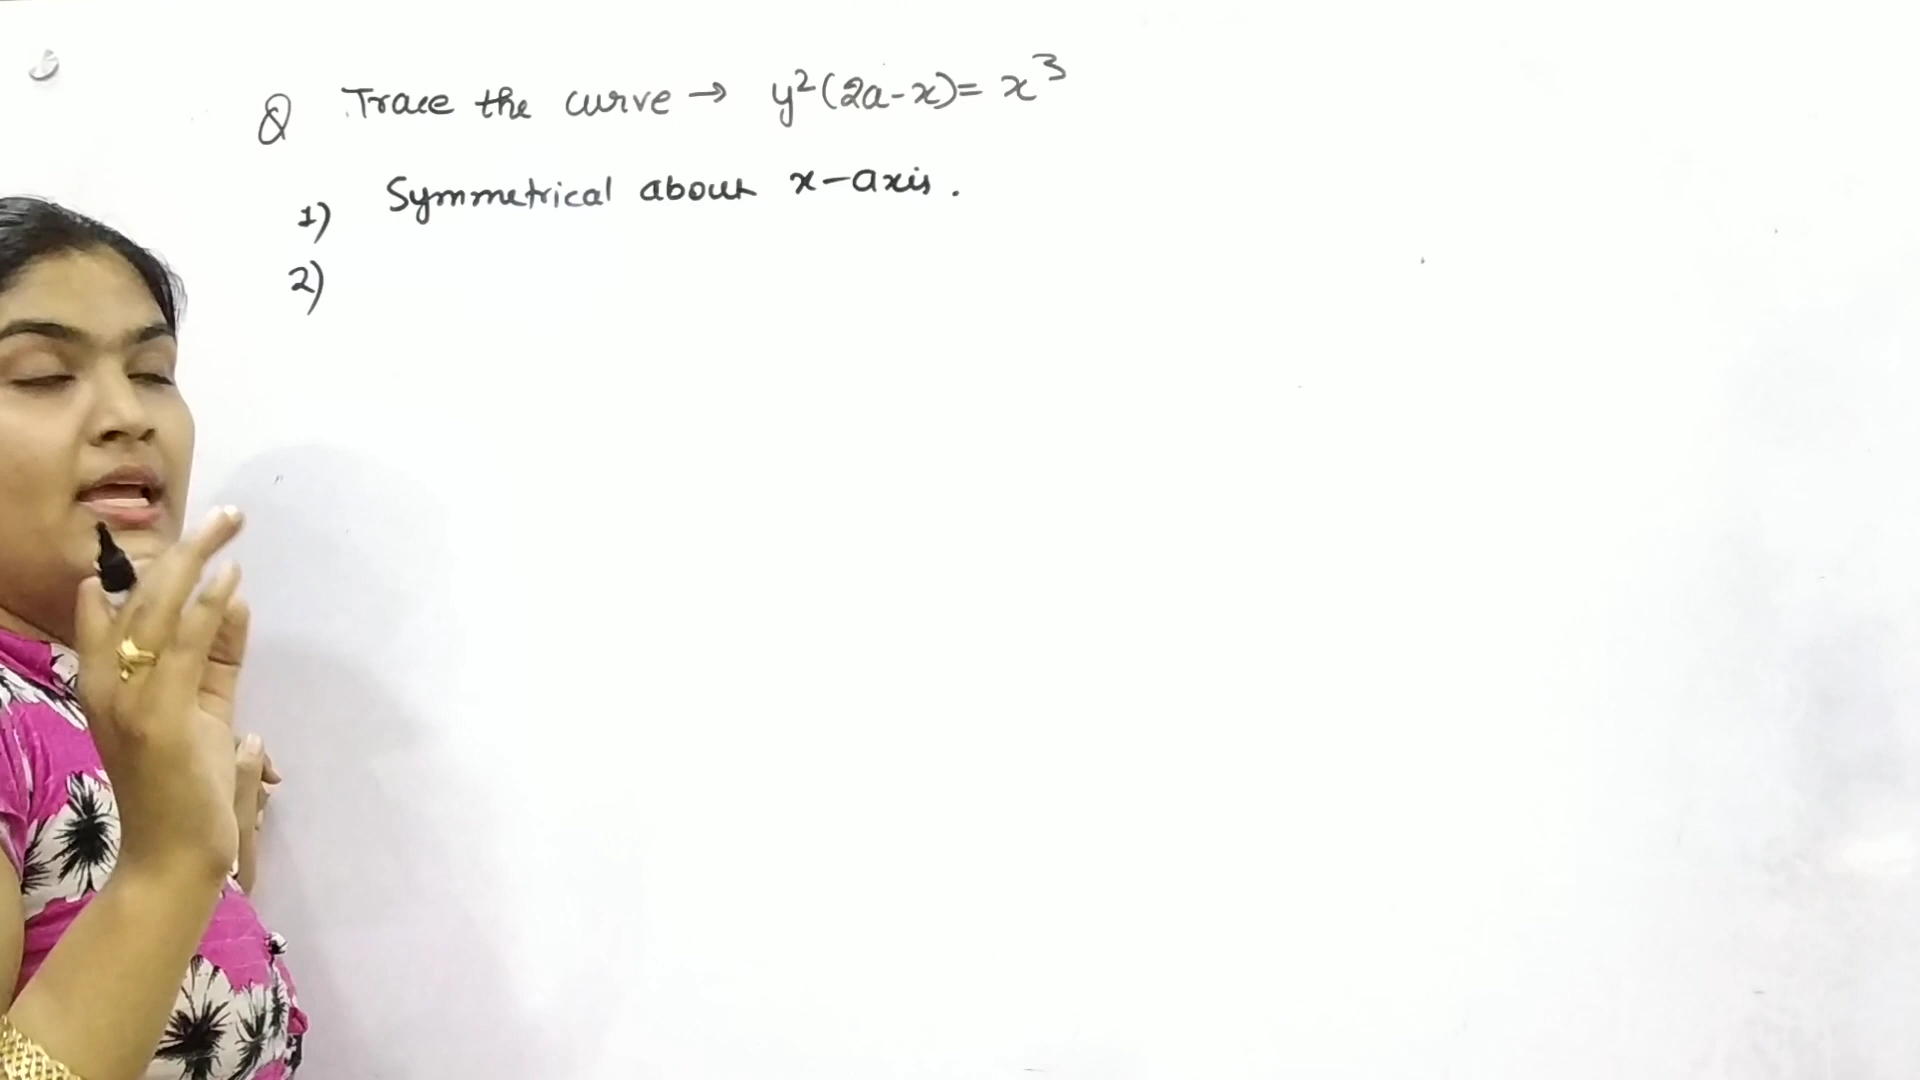 Q Trace the curve → y²(2a-x)= x³
1) Symmetrical about x-axis.
2)